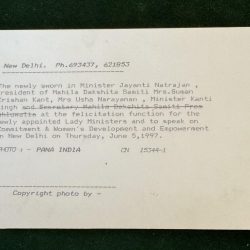 New Delhi. Ph.693437, 621853
The newly sworn in Minister Jayanti Natrajan ,
President of Mahila Dakshita Samiti Mrs.Suman
Krishan Kant, Mrs Usha Narayanan , Minister Kanti
Singh and Secretary Mahila Dakshita Samiti Prem
at the felicitation function for the
newly appointed Lady Ministers and to speak on
Commitment & Women's Development and Empowerment
in New Delhi on Thursday, June 5,1997.
PHOTO : - PANA INDIA CN 15344-1
Copyright photo by -